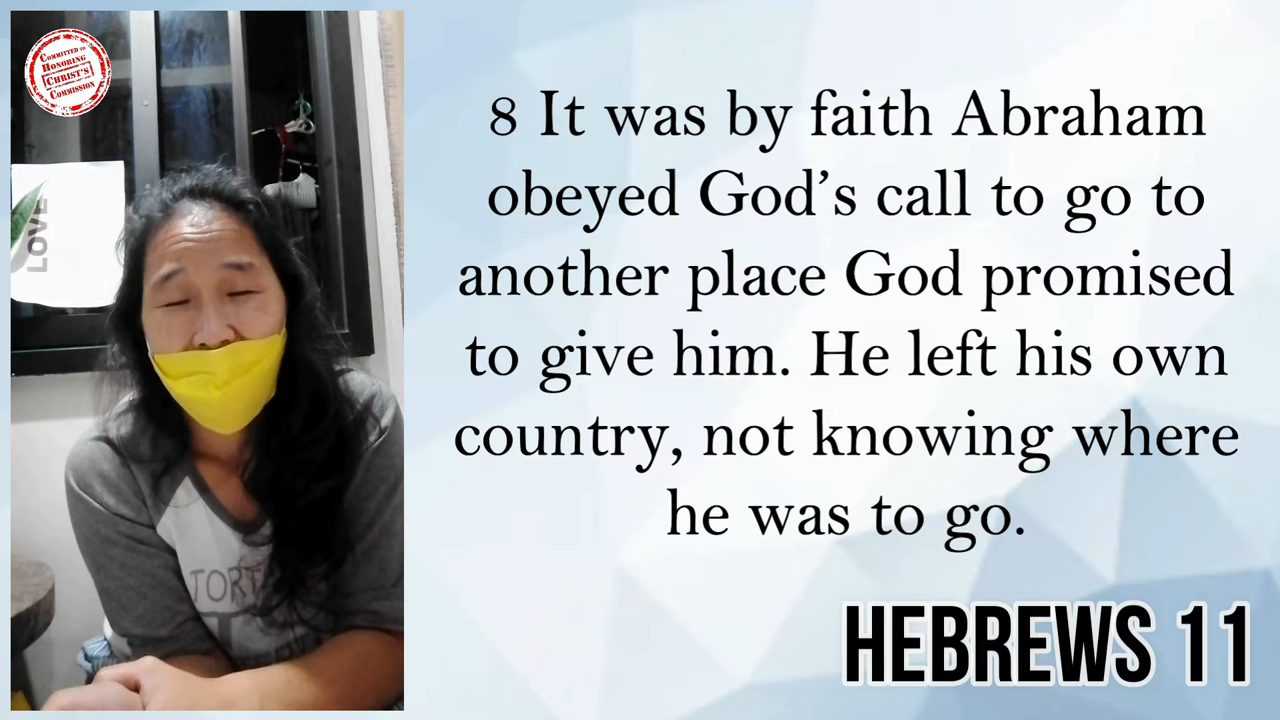 COMMITTED TO
HONORING
CHRIST'S
COMMISSION
LOVE
8 It was by faith Abraham
obeyed God’s call to go to
another place God promised
to give him. He left his own
country, not knowing where
he was to go.
HEBREWS 11